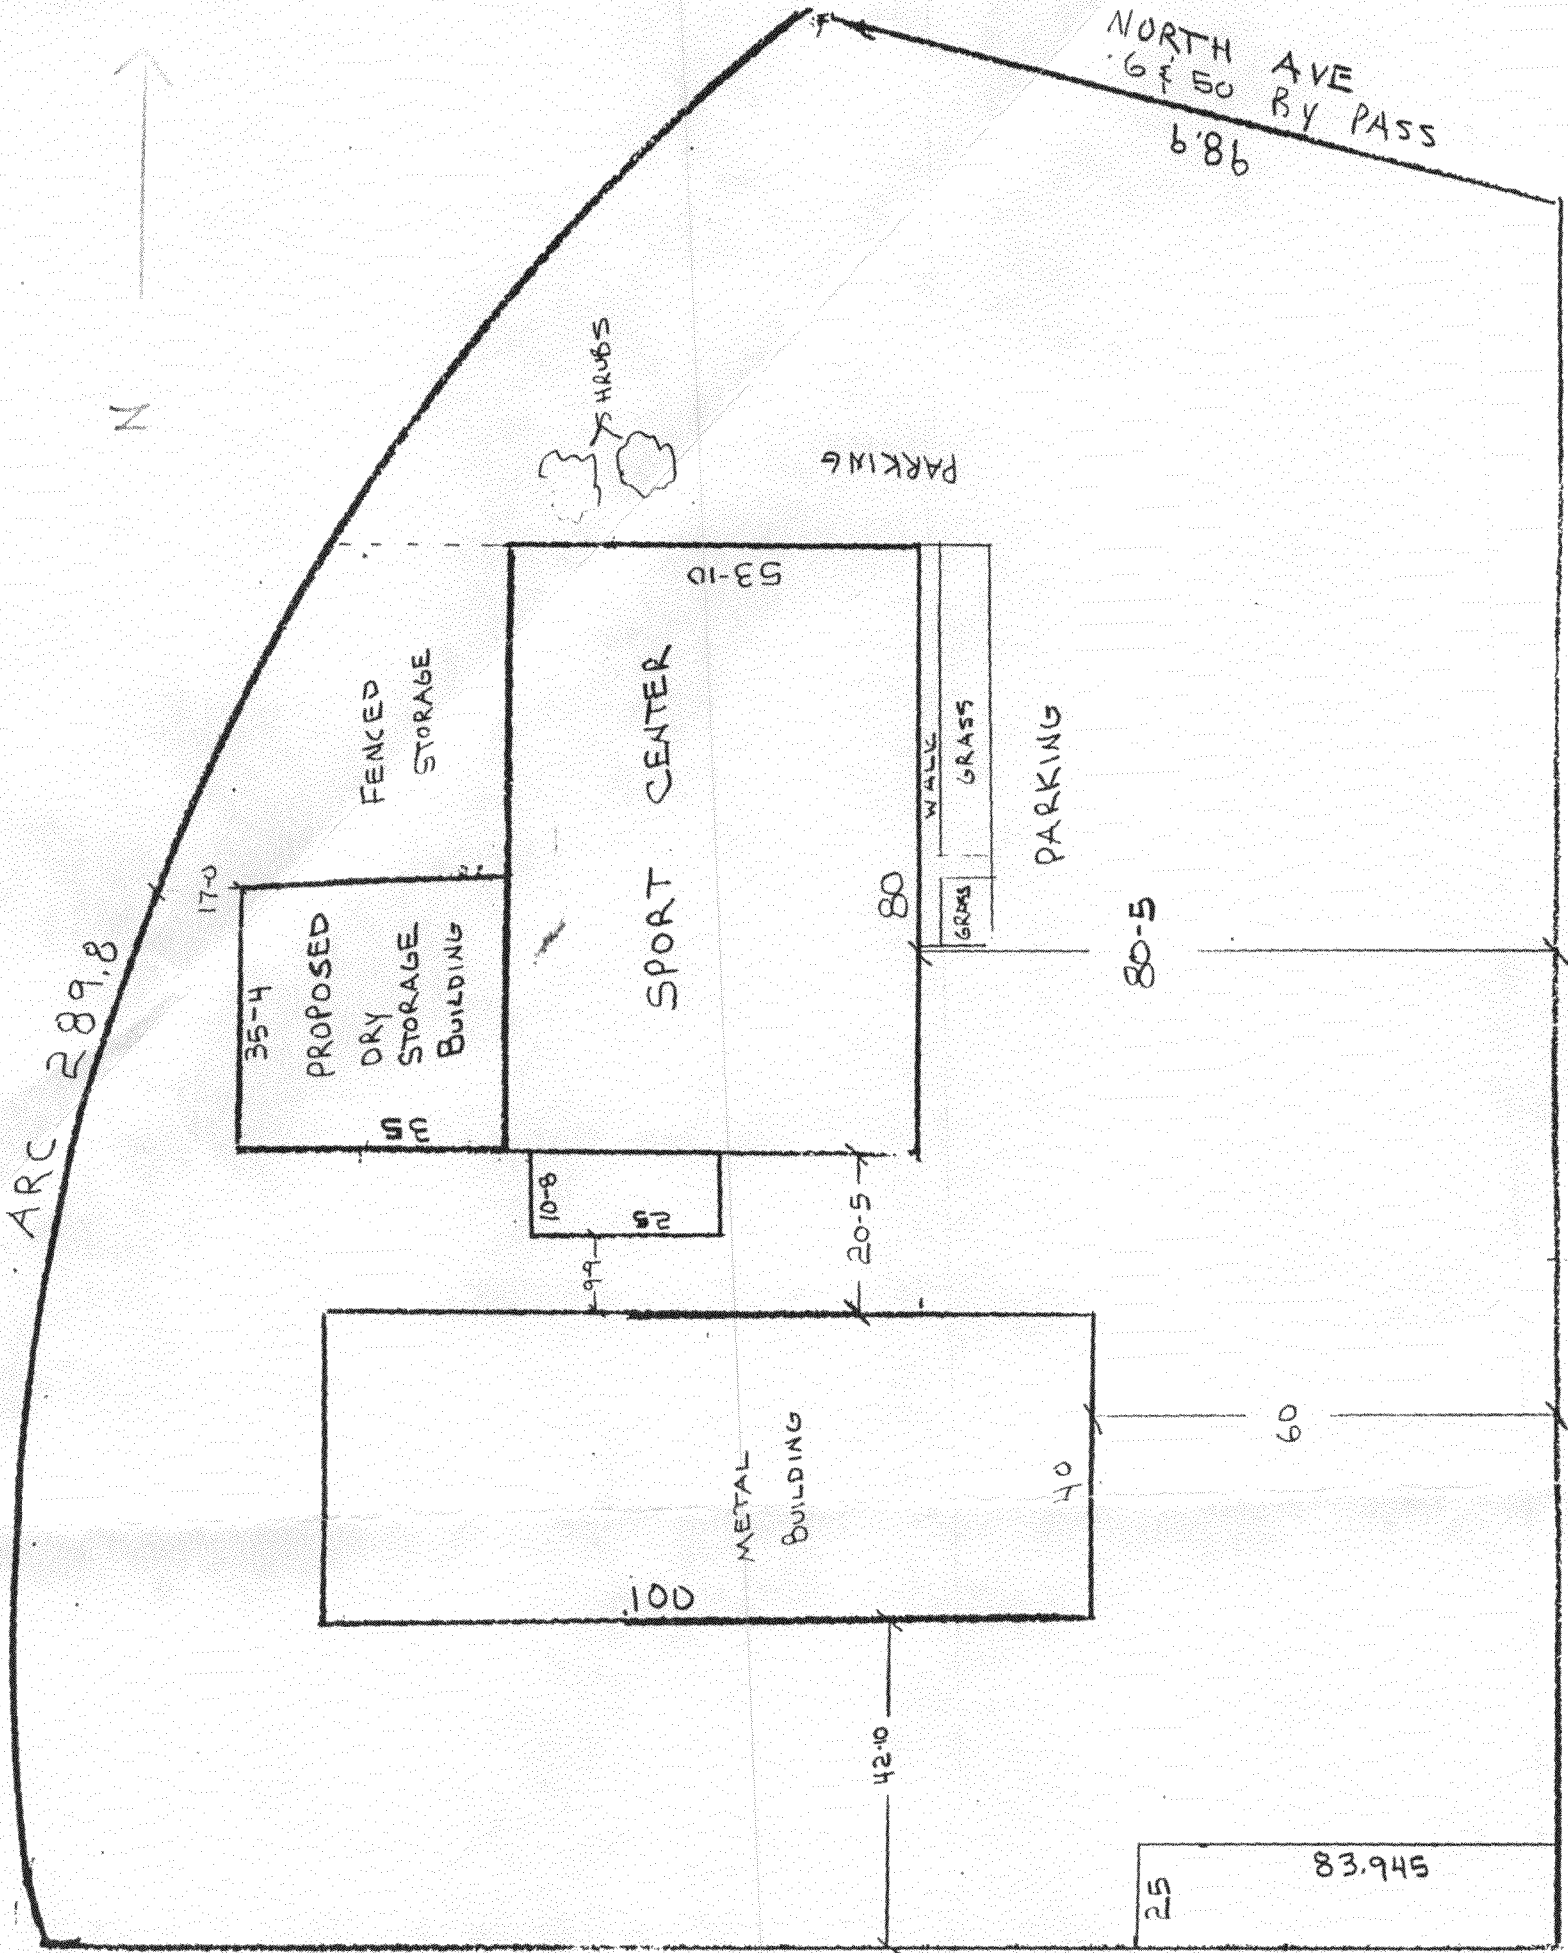 NORTH AVE
6 & 50 BY PASS
98.9
N
SHRUBS
PARKING
53-10
FENCED
STORAGE
SPORT CENTER
WALK
GRASS
GRASS
PARKING
80
80-5
17-0
ARC 289.8
35-4
PROPOSED
DRY
STORAGE
BUILDING
35
10-8
25
9-9
20-5
METAL
BUILDING
40
60
100
42-10
25
83.945